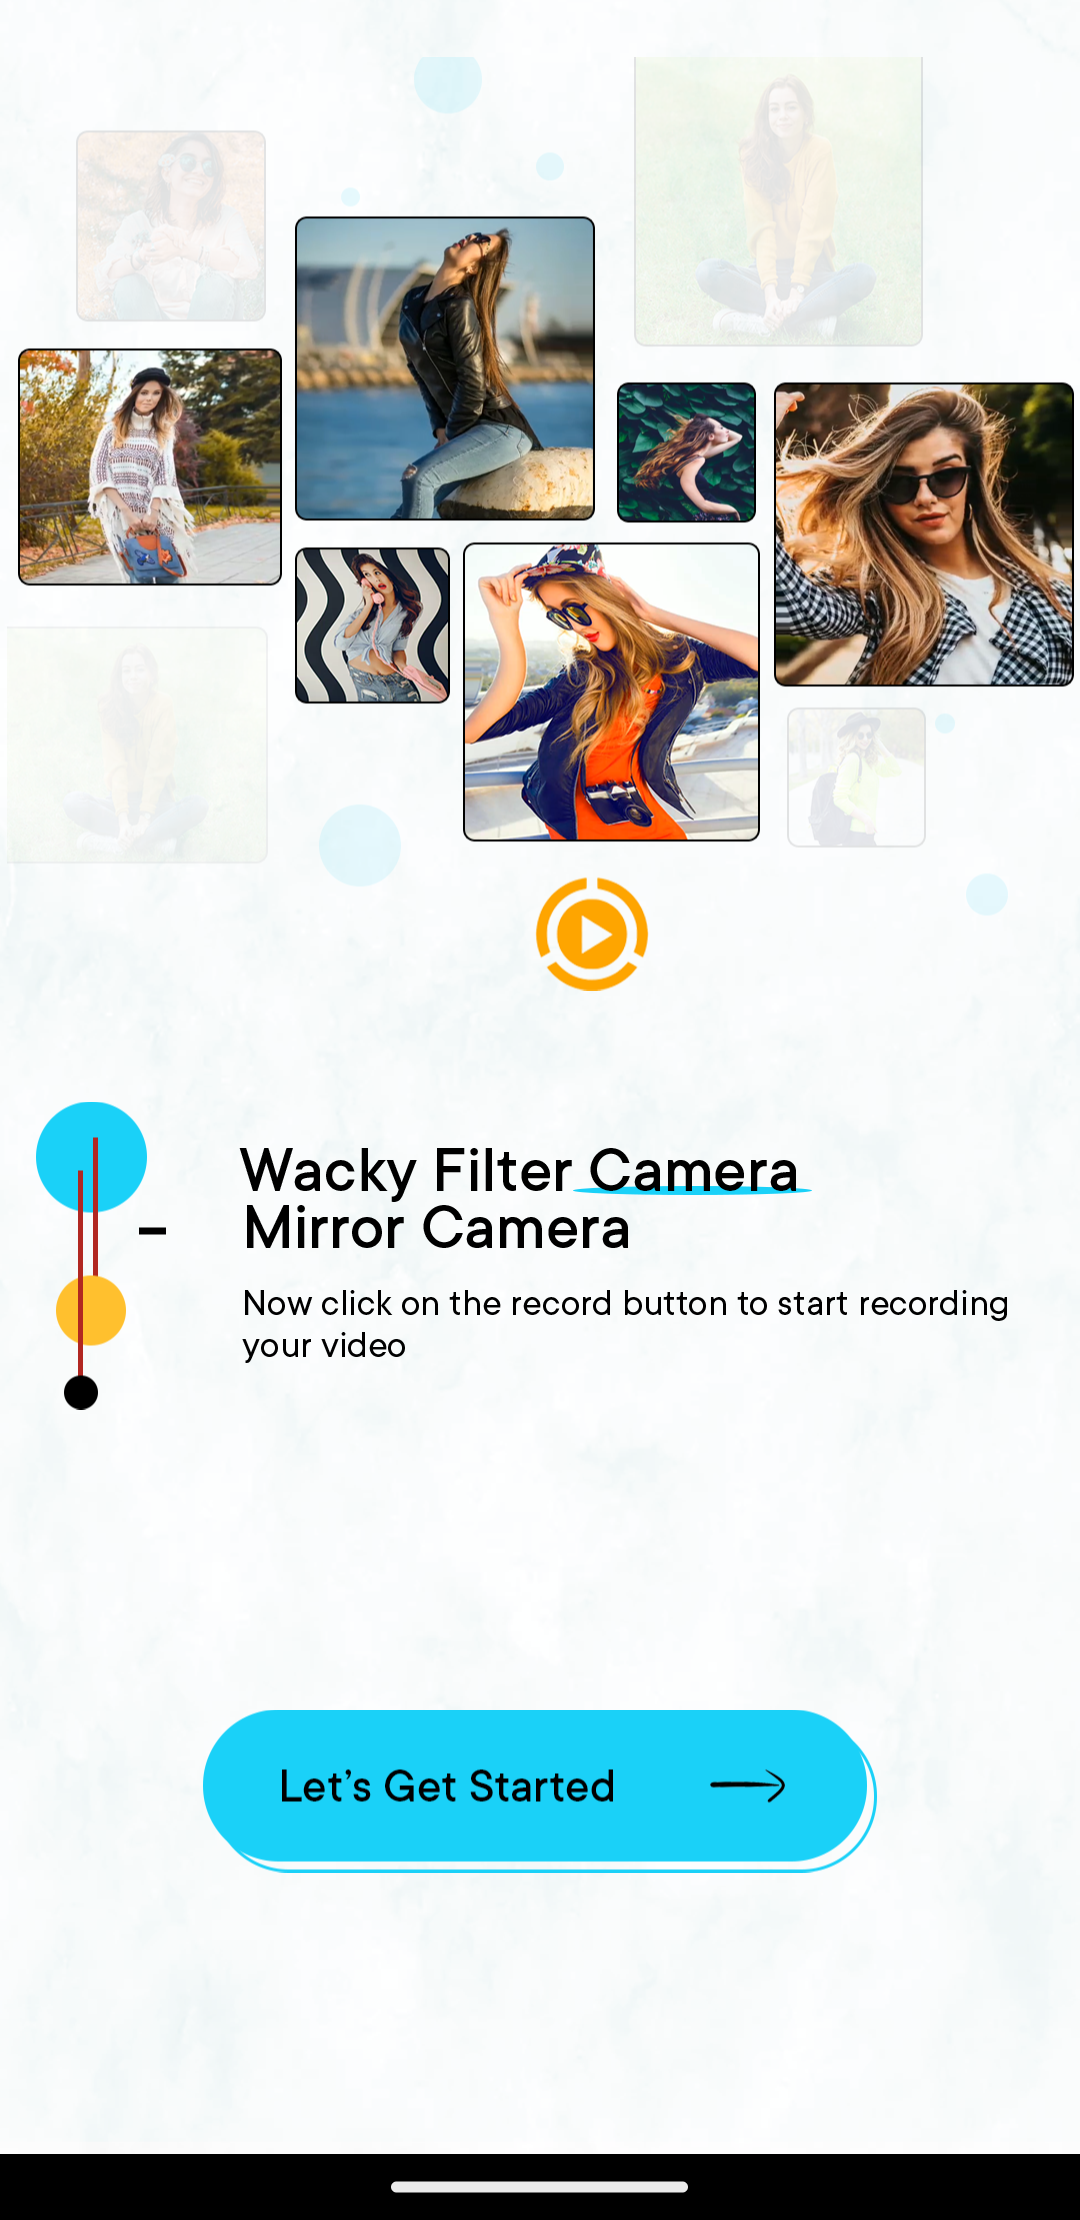 Wacky Filter Camera
Mirror Camera
Now click on the record button to start recording
your video
Let’s Get Started